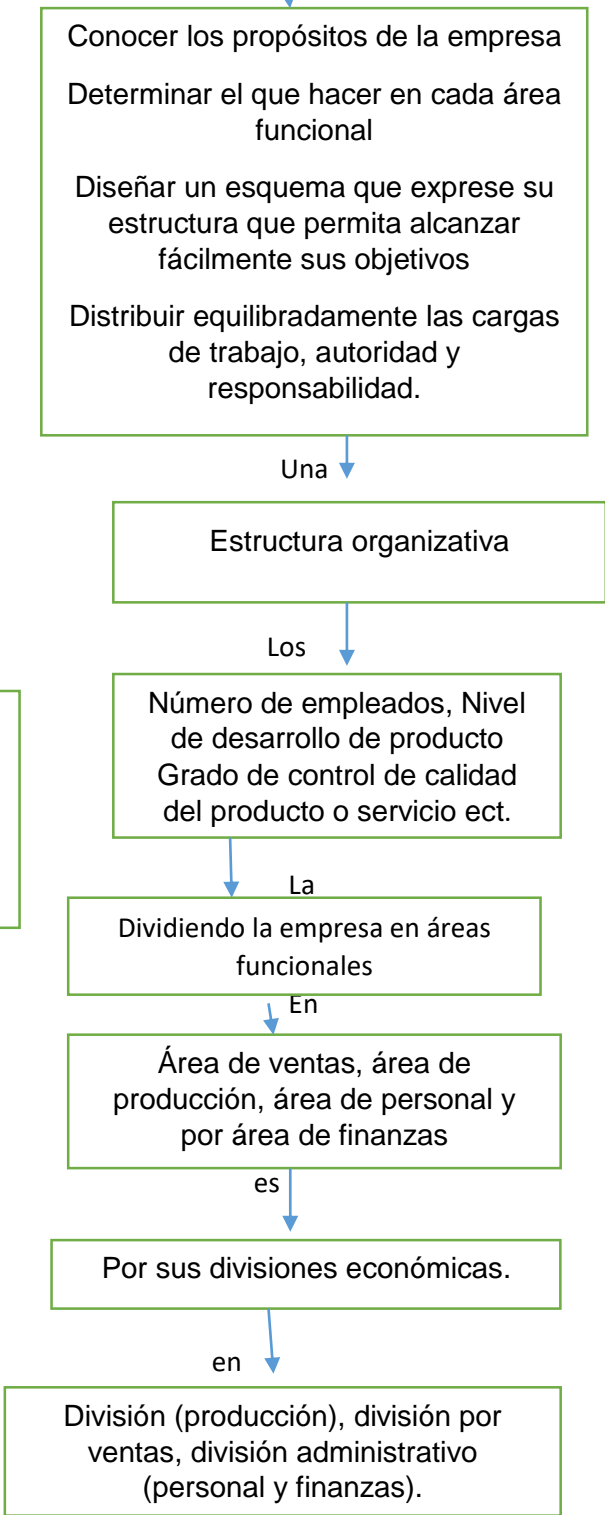 Conocer los propósitos de la empresa
Determinar el que hacer en cada área
funcional
Diseñar un esquema que exprese su
estructura que permita alcanzar
fácilmente sus objetivos
Distribuir equilibradamente las cargas
de trabajo, autoridad y
responsabilidad.
Una
Estructura organizativa
Los
Número de empleados, Nivel
de desarrollo de producto
Grado de control de calidad
del producto o servicio ect.
La
Dividiendo la empresa en áreas
funcionales
En
Área de ventas, área de
producción, área de personal y
por área de finanzas
es
Por sus divisiones económicas.
en
División (producción), división por
ventas, división administrativo
(personal y finanzas).